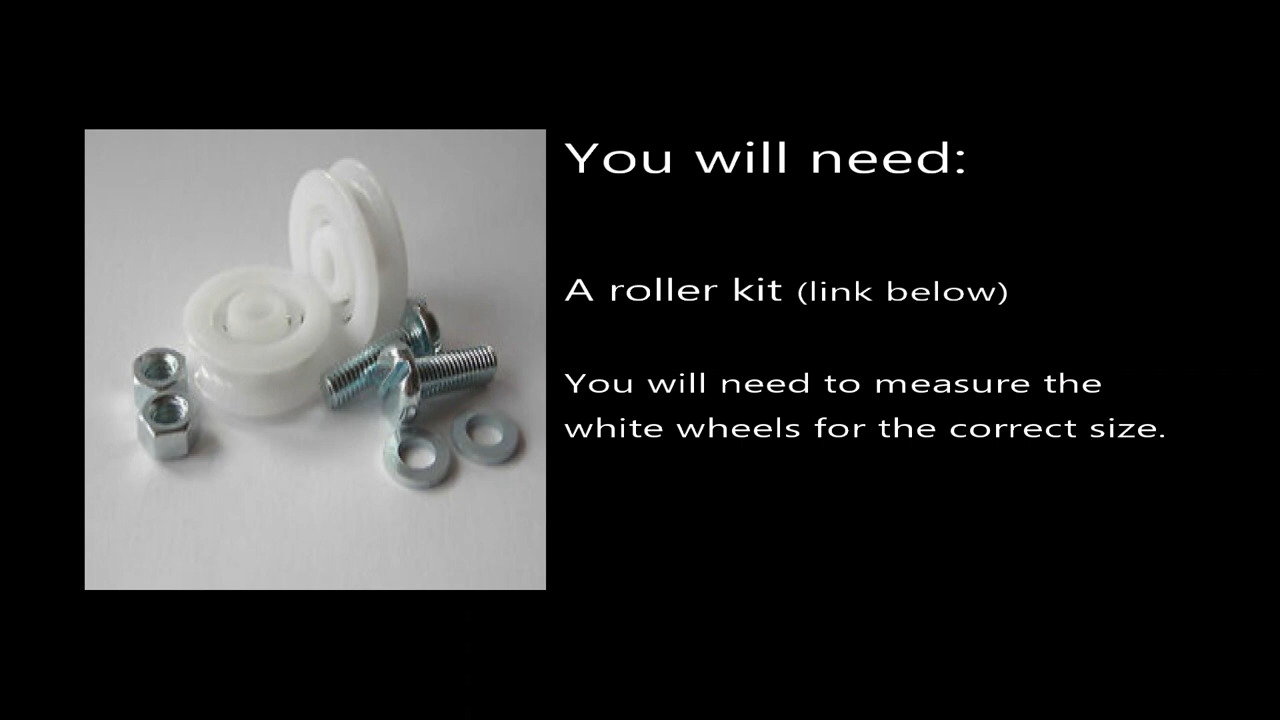 You will need:
A roller kit (link below)
You will need to measure the
white wheels for the correct size.